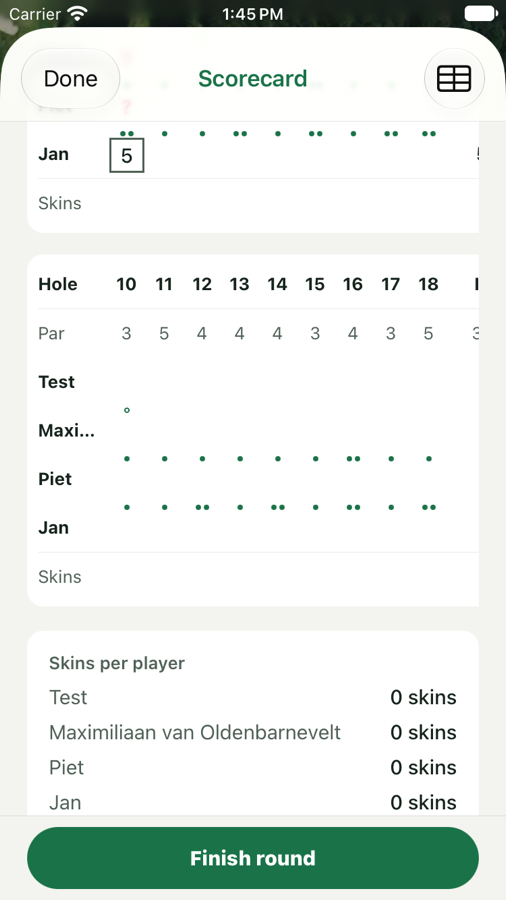 Carrier 1:45 PM
Done Scorecard
Jan 5
Skins
Hole 10 11 12 13 14 15 16 17 18
Par 3 5 4 4 4 3 4 3 5
Test
Maxi...
Piet
Jan
Skins
Skins per player
Test 0 skins
Maximiliaan van Oldenbarnevelt 0 skins
Piet 0 skins
Jan 0 skins
Finish round